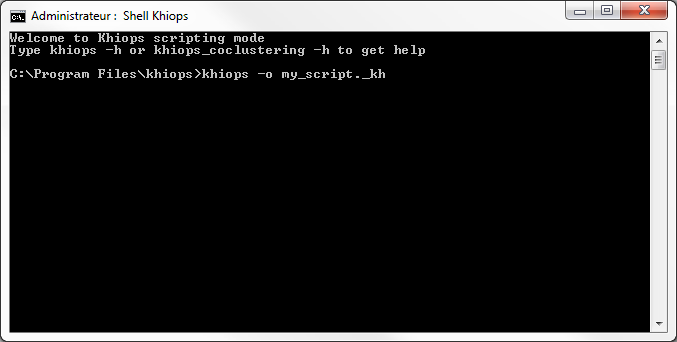 Administrateur : Shell Khiops
Welcome to Khiops scripting mode
Type khiops -h or khiops_coclustering -h to get help
C:\Program Files\khiops>khiops -o my_script._kh